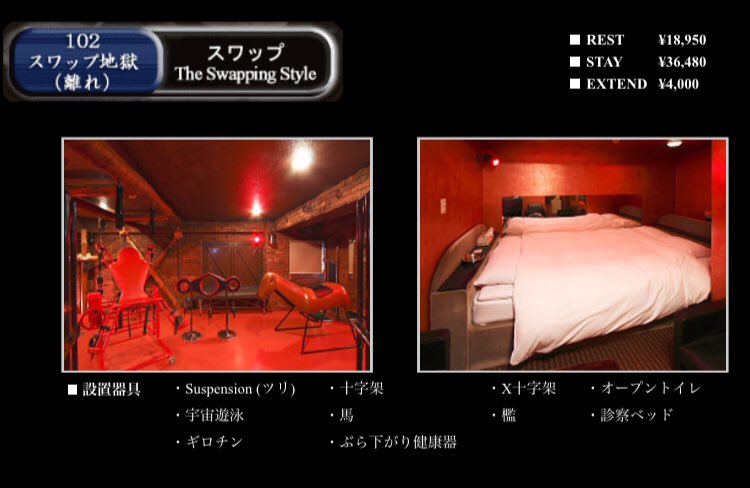 102
スワップ地獄
（離れ）
スワップ
The Swapping Style
■ REST ¥18,950
■ STAY ¥36,480
■ EXTEND ¥4,000
■ 設置器具
・Suspension (ツリ)
・十字架
・X十字架
・オープントイレ
・宇宙遊泳
・馬
・檻
・診察ベッド
・ギロチン
・ぶら下がり健康器